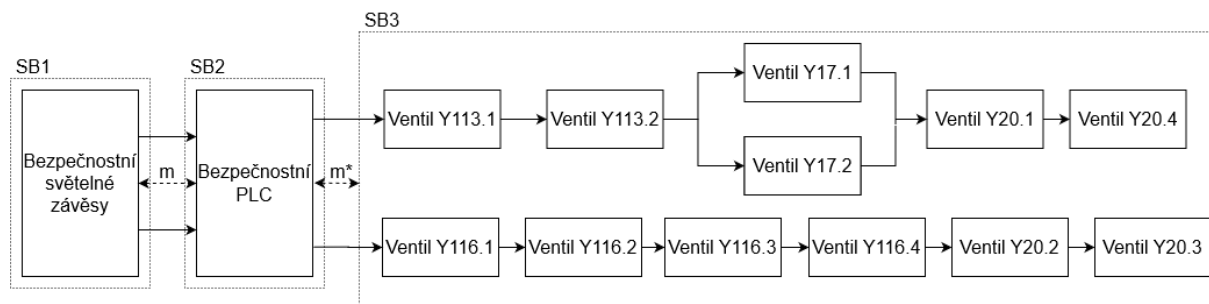 SB3
SB1
SB2
Bezpečnostní
světelné
závěsy
m
Bezpečnostní
PLC
m*
Ventil Y113.1
Ventil Y113.2
Ventil Y17.1
Ventil Y17.2
Ventil Y20.1
Ventil Y20.4
Ventil Y116.1
Ventil Y116.2
Ventil Y116.3
Ventil Y116.4
Ventil Y20.2
Ventil Y20.3